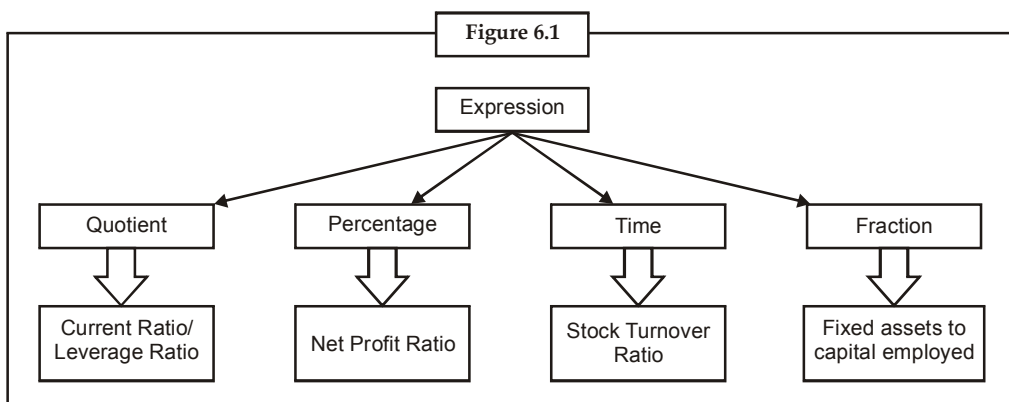 Figure 6.1
Expression
Quotient
Percentage
Time
Fraction
Current Ratio/
Leverage Ratio
Net Profit Ratio
Stock Turnover
Ratio
Fixed assets to
capital employed